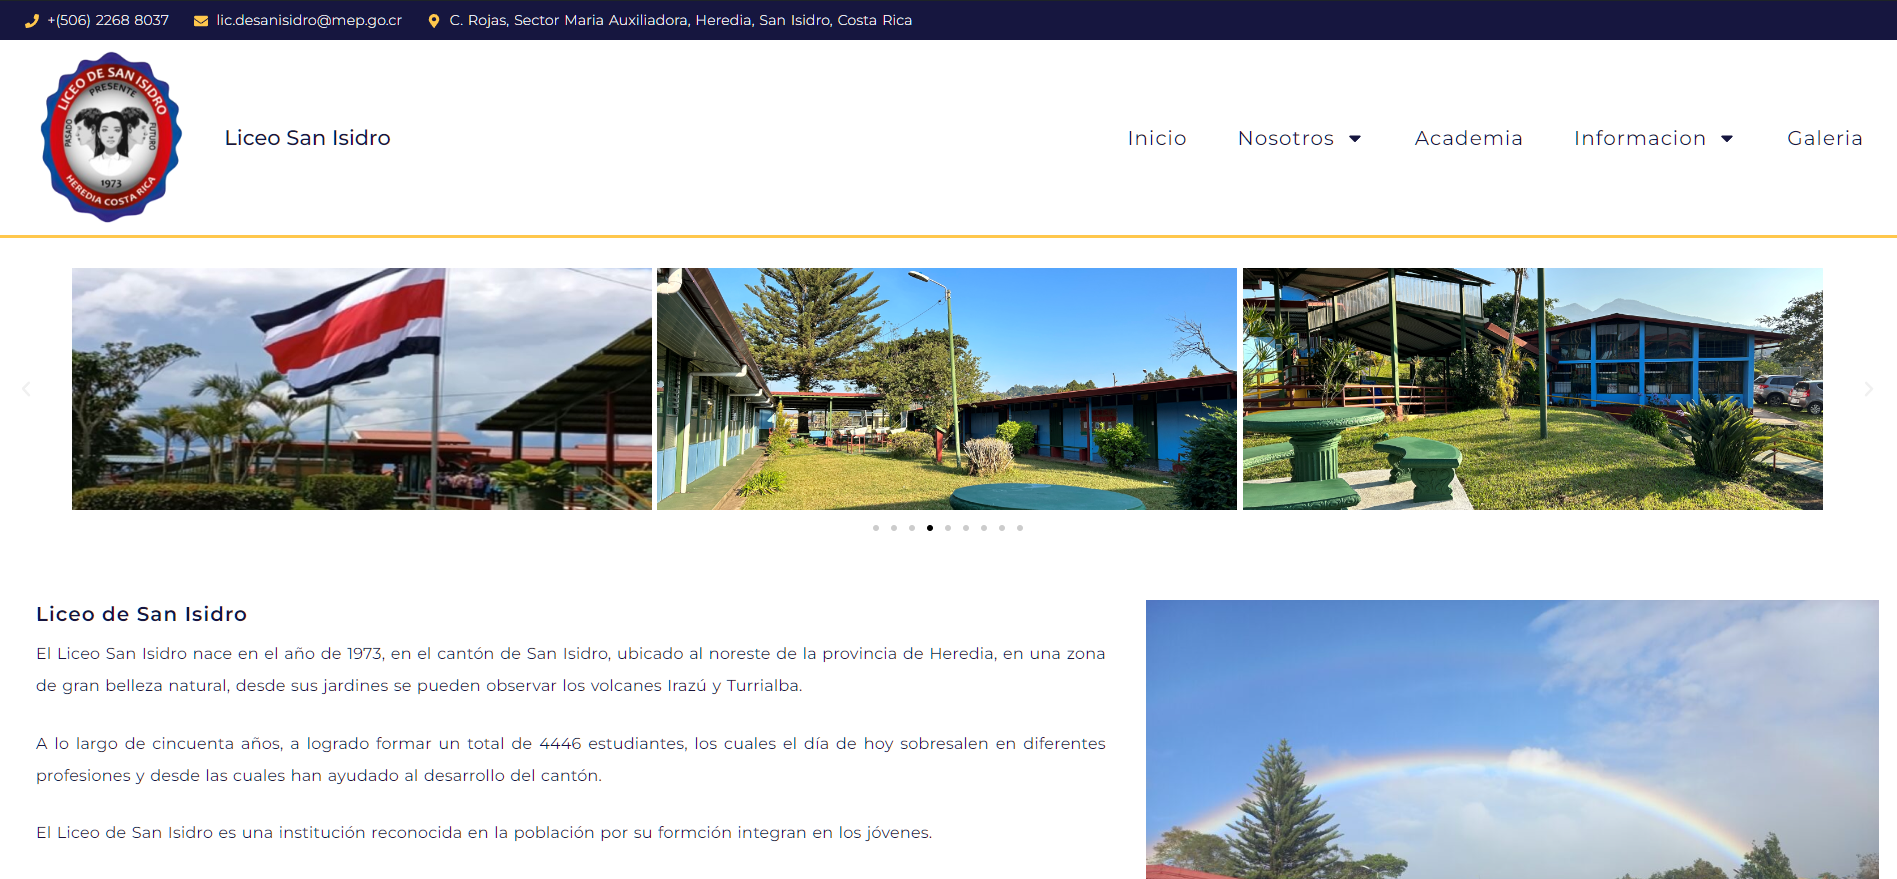 +(506) 2268 8037 lic.desanisidro@mep.go.cr C. Rojas, Sector Maria Auxiliadora, Heredia, San Isidro, Costa Rica
LICEO DE SAN ISIDRO
PRESENTE
PASADO
FUTURO
1973
HEREDIA COSTA RICA
Liceo San Isidro
Inicio Nosotros Academia Informacion Galeria
Liceo de San Isidro
El Liceo San Isidro nace en el año de 1973, en el cantón de San Isidro, ubicado al noreste de la provincia de Heredia, en una zona
de gran belleza natural, desde sus jardines se pueden observar los volcanes Irazú y Turrialba.
A lo largo de cincuenta años, a logrado formar un total de 4446 estudiantes, los cuales el día de hoy sobresalen en diferentes
profesiones y desde las cuales han ayudado al desarrollo del cantón.
El Liceo de San Isidro es una institución reconocida en la población por su formción integran en los jóvenes.